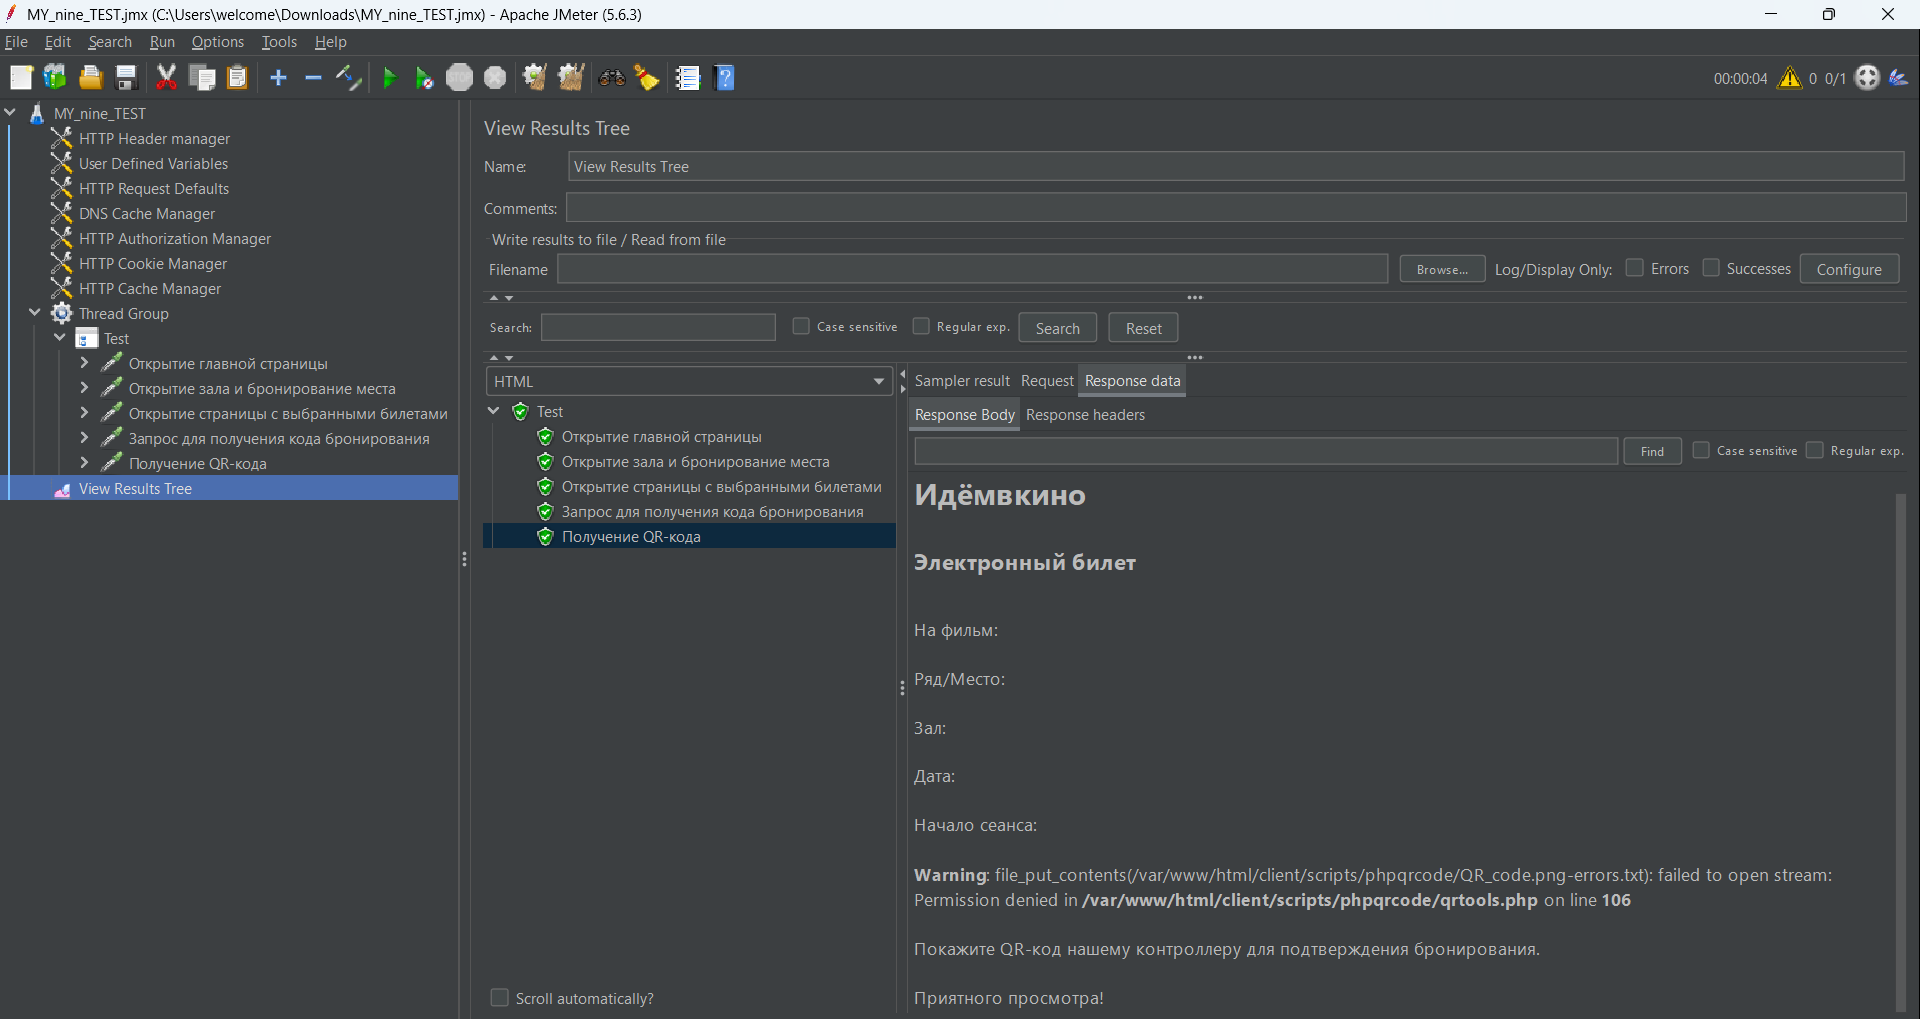 MY_nine_TEST.jmx (C:\Users\welcome\Downloads\MY_nine_TEST.jmx) - Apache JMeter (5.6.3)
File Edit Search Run Options Tools Help
STOP
00:00:04 0 0/1
MY_nine_TEST
HTTP Header manager
User Defined Variables
HTTP Request Defaults
DNS Cache Manager
HTTP Authorization Manager
HTTP Cookie Manager
HTTP Cache Manager
Thread Group
Test
Открытие главной страницы
Открытие зала и бронирование места
Открытие страницы с выбранными билетами
Запрос для получения кода бронирования
Получение QR-кода
View Results Tree
View Results Tree
Name: View Results Tree
Comments:
Write results to file / Read from file
Filename Browse... Log/Display Only: Errors Successes Configure
Search: Case sensitive Regular exp. Search Reset
HTML
Test
Открытие главной страницы
Открытие зала и бронирование места
Открытие страницы с выбранными билетами
Запрос для получения кода бронирования
Получение QR-кода
Scroll automatically?
Sampler result Request Response data
Response Body Response headers
Find Case sensitive Regular exp.
Идёмвкино
Электронный билет
На фильм:
Ряд/Место:
Зал:
Дата:
Начало сеанса:
Warning: file_put_contents(/var/www/html/client/scripts/phpqrcode/QR_code.png-errors.txt): failed to open stream:
Permission denied in /var/www/html/client/scripts/phpqrcode/qrtools.php on line 106
Покажите QR-код нашему контроллеру для подтверждения бронирования.
Приятного просмотра!